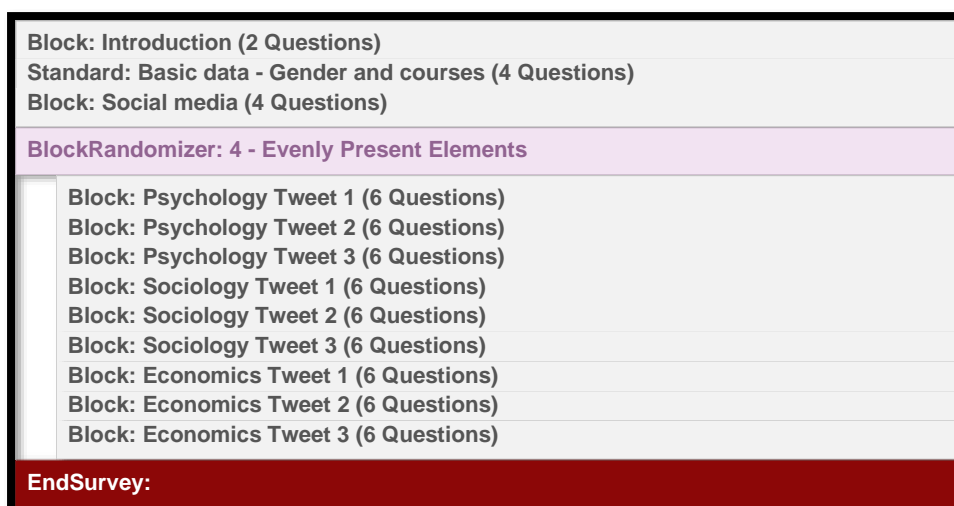 Block: Introduction (2 Questions)
Standard: Basic data - Gender and courses (4 Questions)
Block: Social media (4 Questions)
BlockRandomizer: 4 - Evenly Present Elements
Block: Psychology Tweet 1 (6 Questions)
Block: Psychology Tweet 2 (6 Questions)
Block: Psychology Tweet 3 (6 Questions)
Block: Sociology Tweet 1 (6 Questions)
Block: Sociology Tweet 2 (6 Questions)
Block: Sociology Tweet 3 (6 Questions)
Block: Economics Tweet 1 (6 Questions)
Block: Economics Tweet 2 (6 Questions)
Block: Economics Tweet 3 (6 Questions)
EndSurvey: